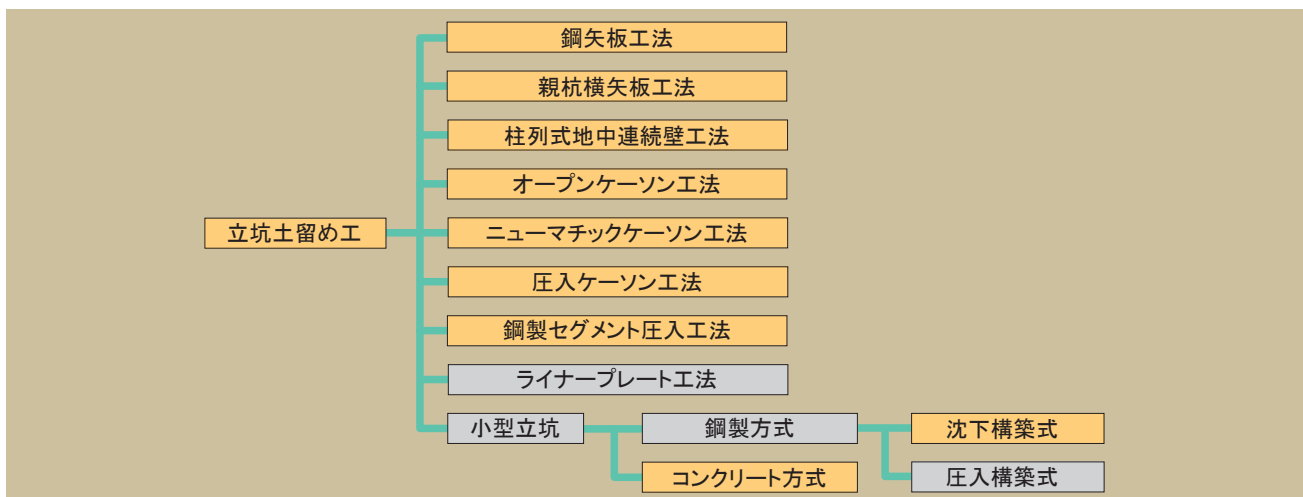 鋼矢板工法
親杭横矢板工法
柱列式地中連続壁工法
オープンケーソン工法
立坑土留め工
ニューマチックケーソン工法
圧入ケーソン工法
鋼製セグメント圧入工法
ライナープレート工法
小型立坑
鋼製方式
沈下構築式
コンクリート方式
圧入構築式